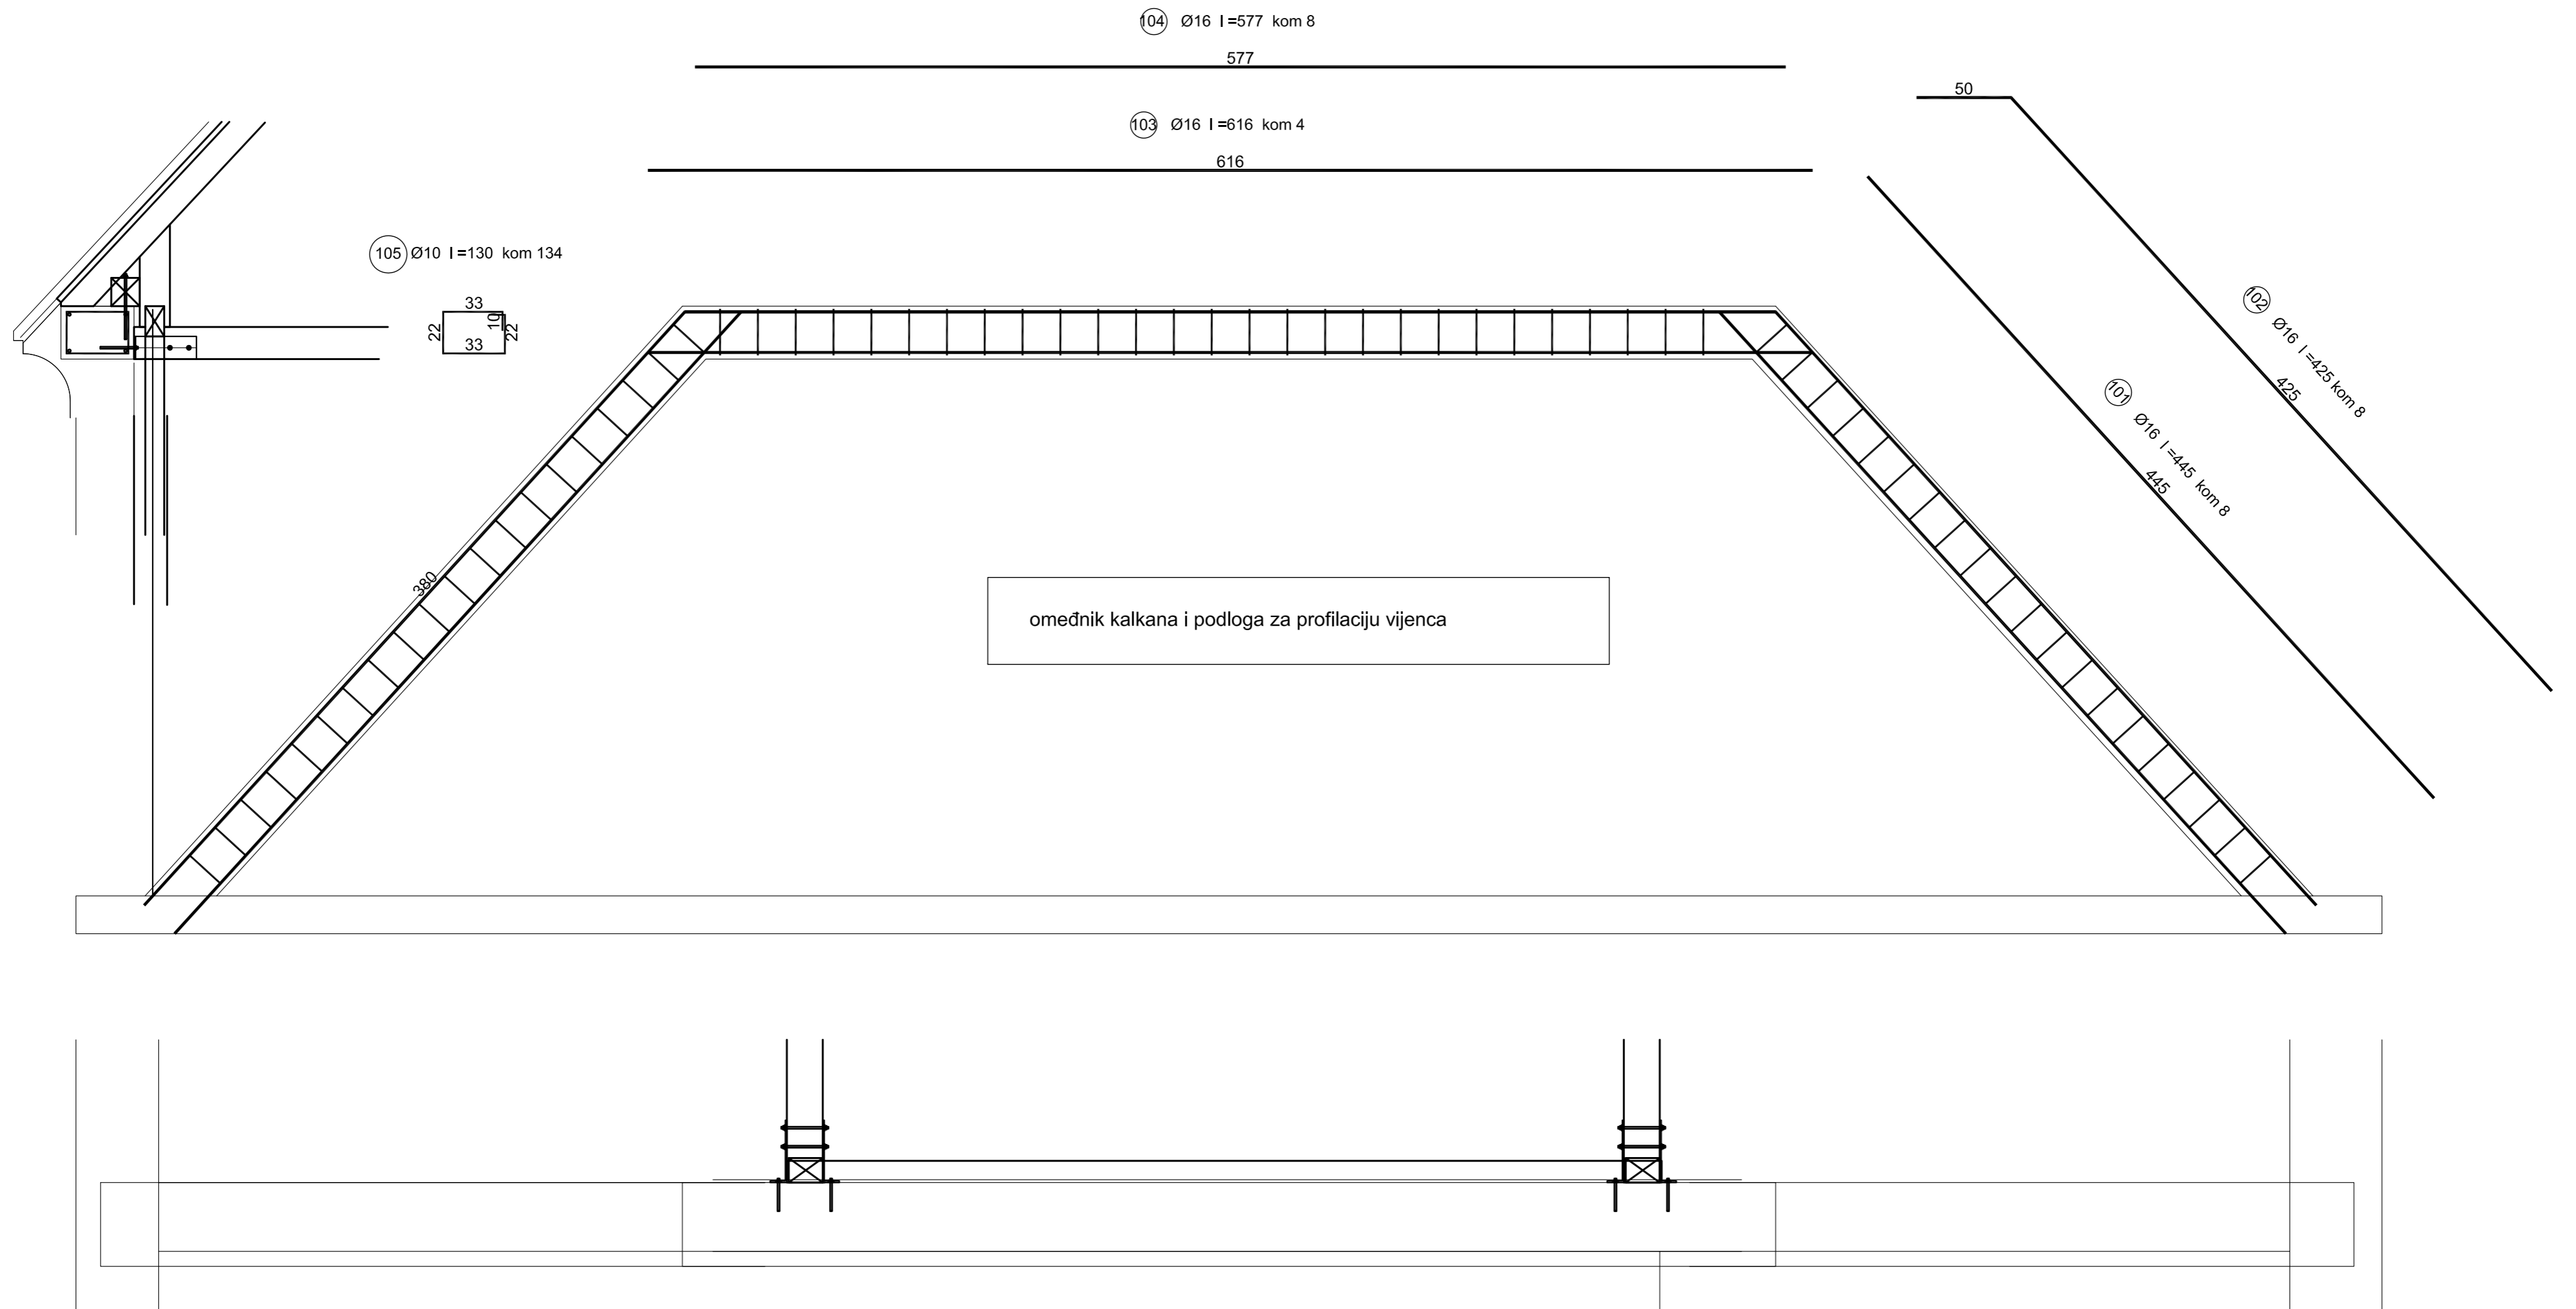 104 Ø16 l=577 kom 8
577
50
103 Ø16 l=616 kom 4
616
105 Ø10 l=130 kom 134
33
22
10
22
33
102 Ø16 l=425 kom 8
425
101 Ø16 l=445 kom 8
445
380
omeđnik kalkana i podloga za profilaciju vijenca